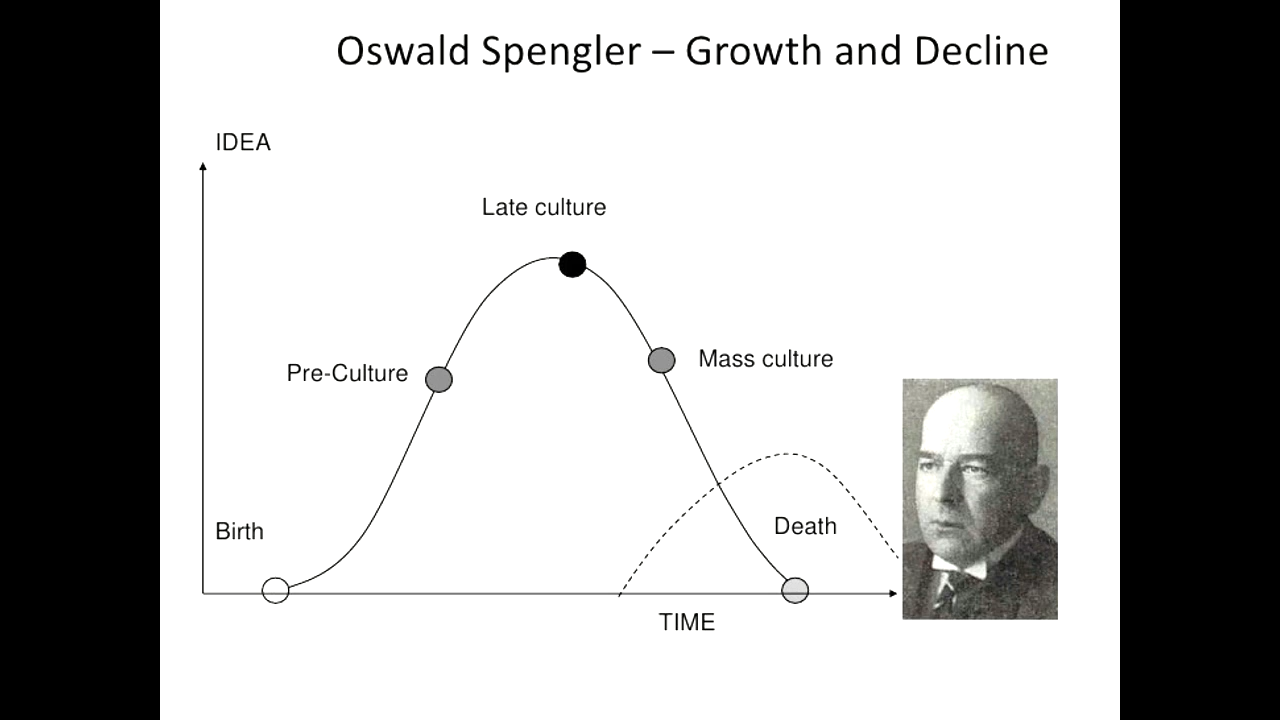 Oswald Spengler – Growth and Decline
IDEA
Late culture
Pre-Culture
Mass culture
Birth
Death
TIME